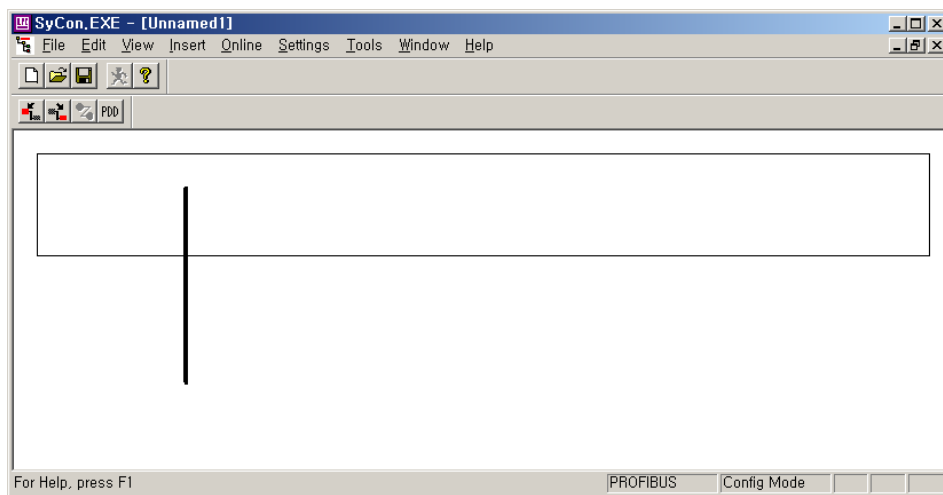 SyCon.EXE - [Unnamed1]
File Edit View Insert Online Settings Tools Window Help
PDD
For Help, press F1 PROFIBUS Config Mode